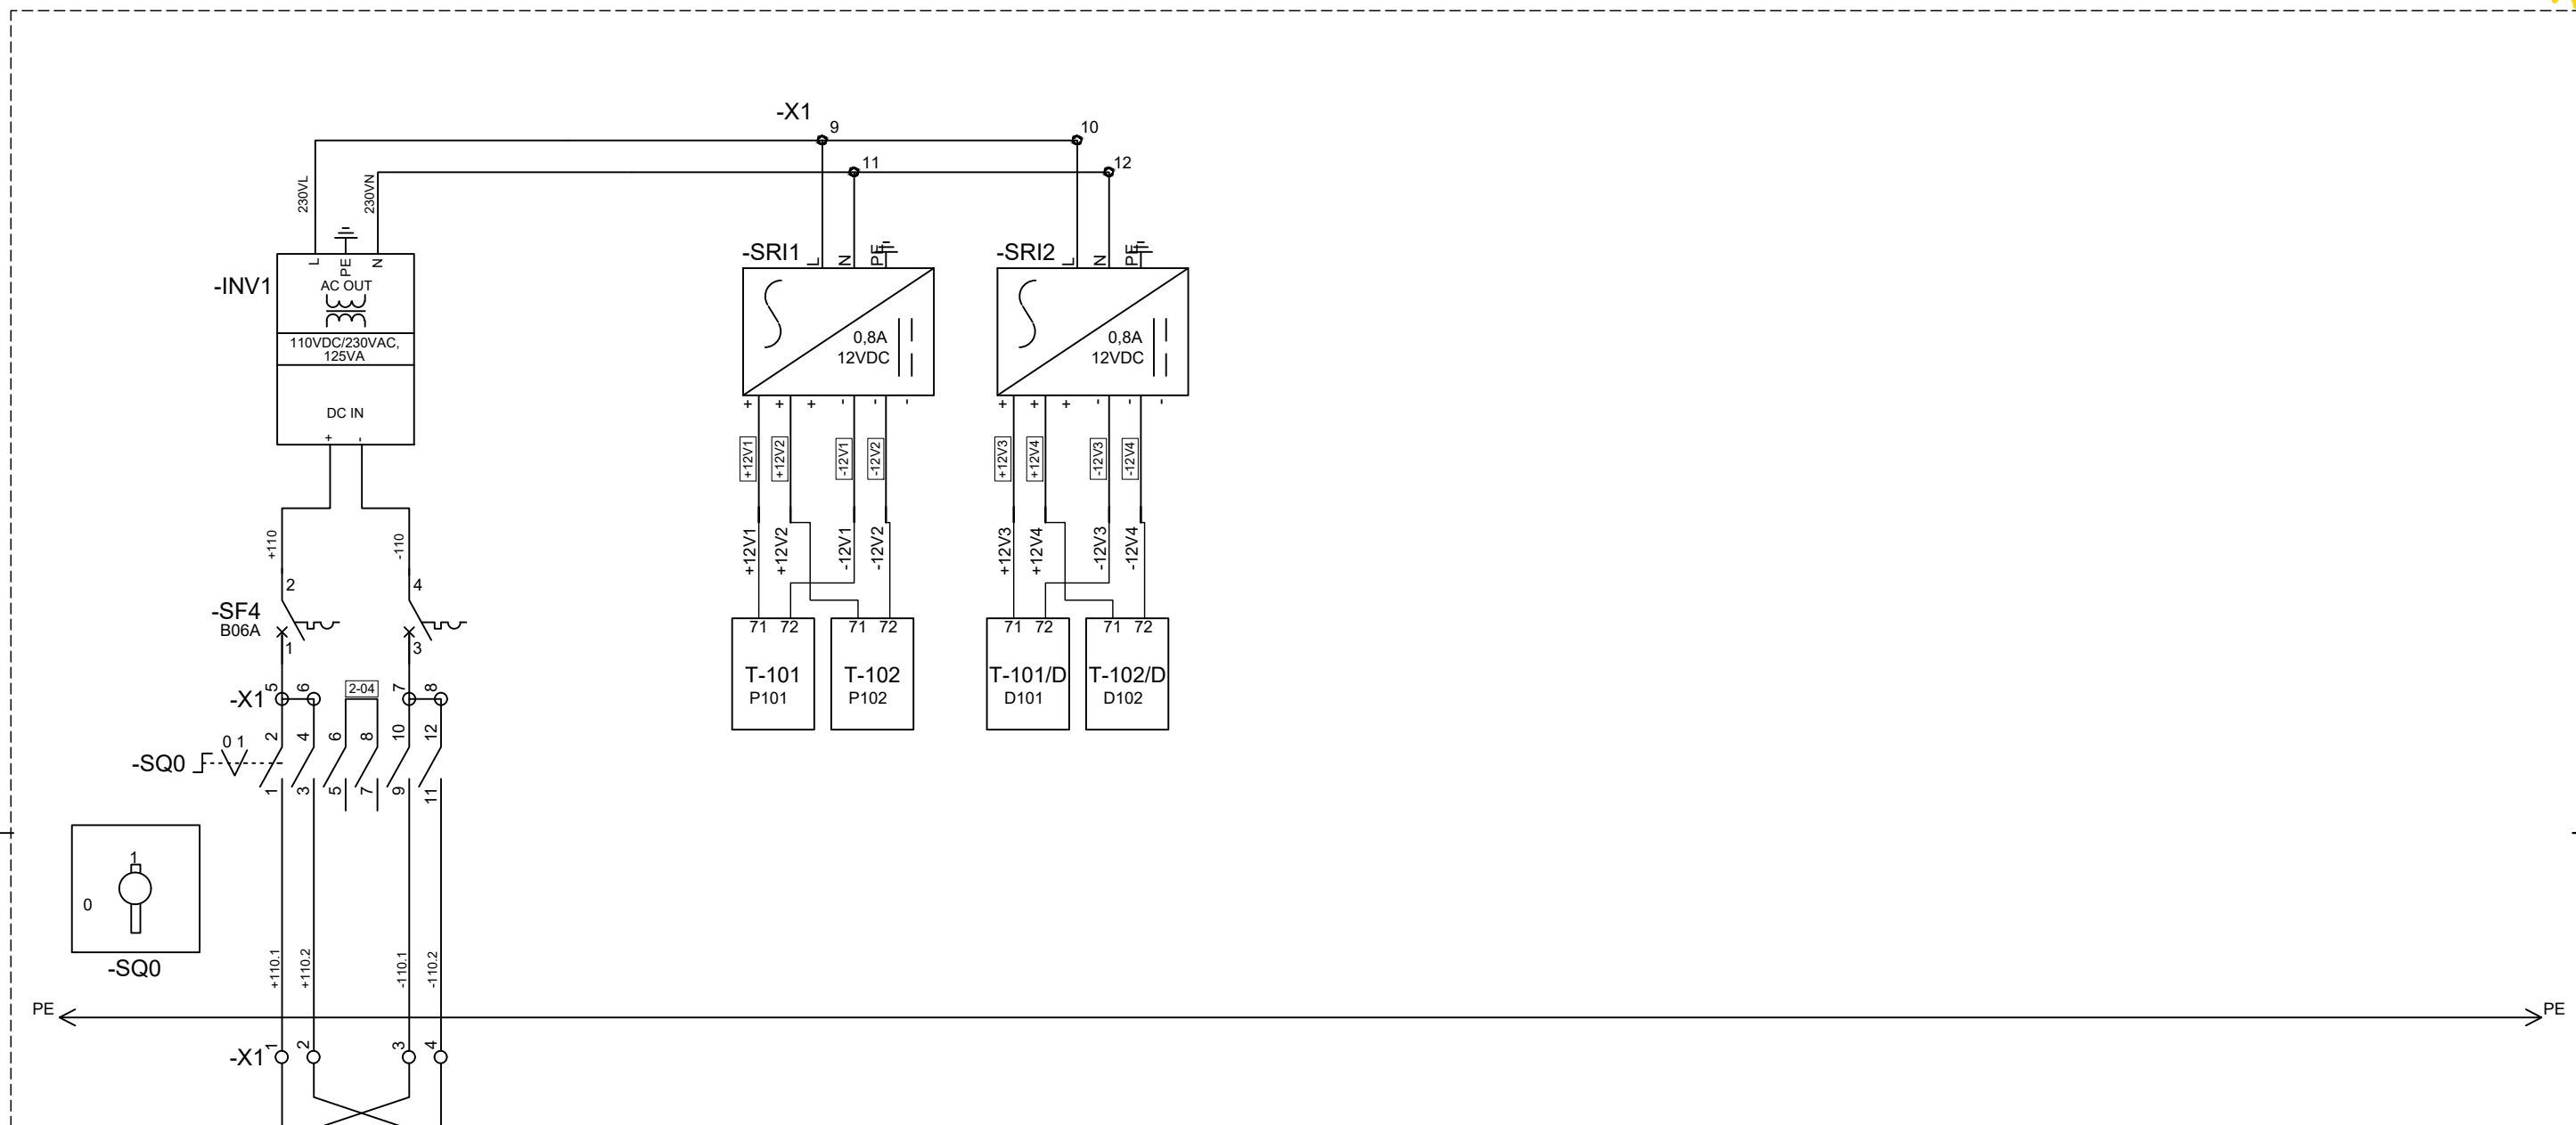 -X1
9
10
11
12
230VL
230VN
-INV1
L
PE
N
AC OUT
110VDC/230VAC,
125VA
DC IN
+
-
-SRI1
L
N
PE
0,8A
12VDC
-SRI2
L
N
PE
0,8A
12VDC
+
+
+
-
-
-
+
+
+
-
-
-
+12V1
+12V2
-12V1
-12V2
+12V3
+12V4
-12V3
-12V4
+12V1
+12V2
-12V1
-12V2
+12V3
+12V4
-12V3
-12V4
+110
-110
2
4
-SF4
B06A
1
3
71 72
71 72
71 72
71 72
T-101
P101
T-102
P102
T-101/D
D101
T-102/D
D102
-X1
5
6
2-04
7
8
2
4
6
8
10
12
-SQ0
0 1
1
3
5
7
9
11
1
0
-SQ0
+110.1
+110.2
-110.1
-110.2
PE
PE
-X1
1
2
3
4